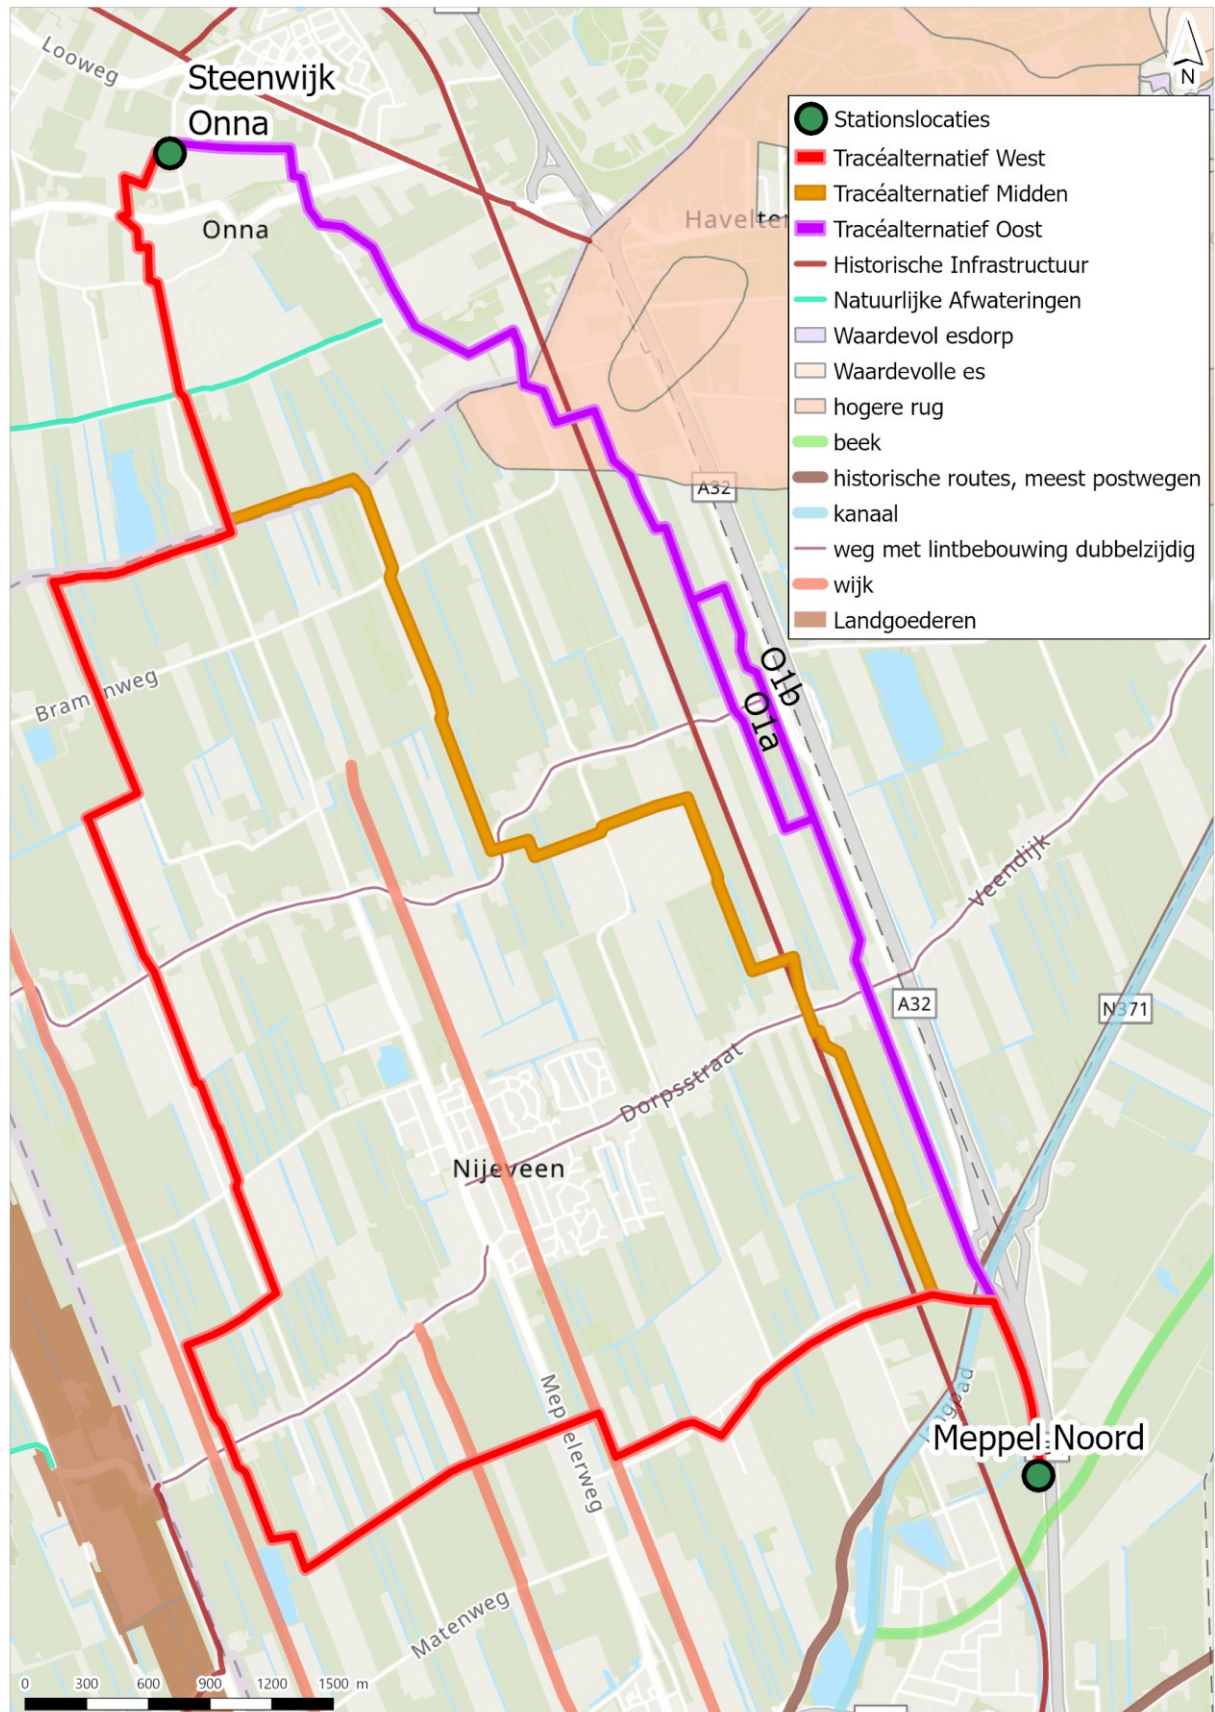 Looweg
Steenwijk
Onna
Onna
N
Stationslocaties
Tracéalternatief West
Tracéalternatief Midden
Tracéalternatief Oost
Historische Infrastructuur
Natuurlijke Afwateringen
Waardevol esdorp
Waardevolle es
hogere rug
beek
historische routes, meest postwegen
kanaal
weg met lintbebouwing dubbelzijdig
wijk
Landgoederen
A32
O1b
O1a
Veendijk
A32
N371
Dorpsstraat
Nijeveen
Meppel Noord
Matenweg
0 300 600 900 1200 1500 m